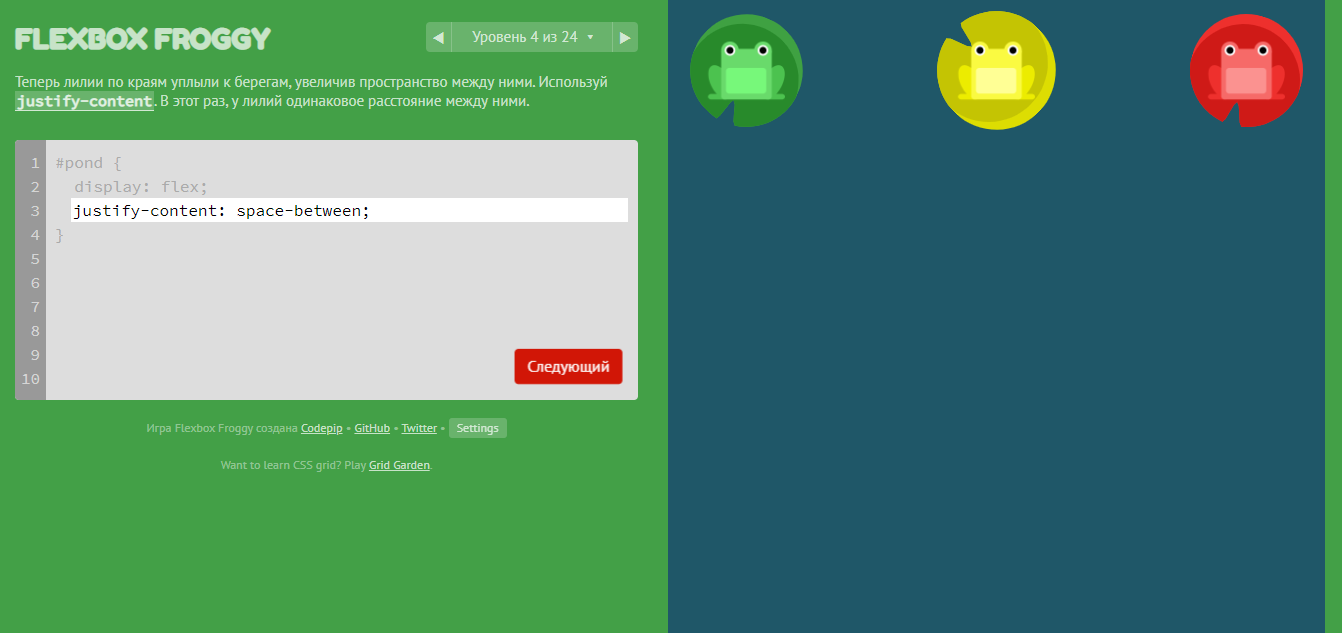 FLEXBOX FROGGY
◀ Уровень 4 из 24 ▾ ▶
Теперь лилии по краям уплыли к берегам, увеличив пространство между ними. Используй
justify-content. В этот раз, у лилий одинаковое расстояние между ними.
1 #pond {
2 display: flex;
3 justify-content: space-between;
4 }
5
6
7
8
9
10
Следующий
Игра Flexbox Froggy создана Codepip • GitHub • Twitter • Settings
Want to learn CSS grid? Play Grid Garden.